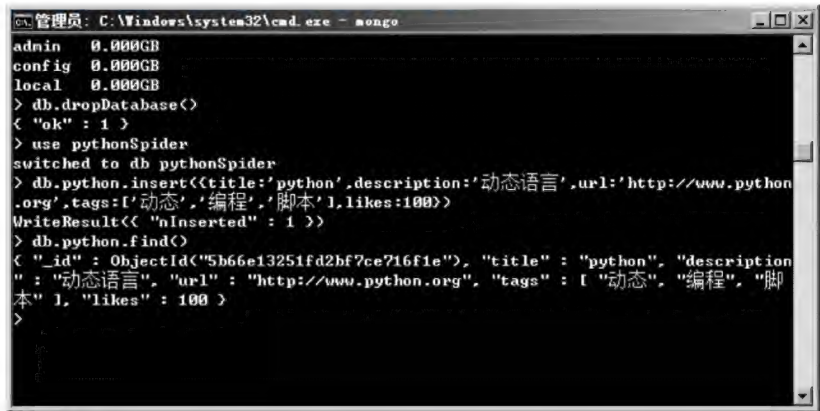 管理员: C:\Windows\system32\cmd.exe - mongo
admin   0.000GB
config  0.000GB
local   0.000GB
> db.dropDatabase()
{ "ok" : 1 }
> use pythonSpider
switched to db pythonSpider
> db.python.insert({title:'python',description:'动态语言',url:'http://www.python
.org',tags:['动态','编程','脚本'],likes:100})
WriteResult({ "nInserted" : 1 })
> db.python.find()
{ "_id" : ObjectId("5b66e13251fd2bf7ce716f1e"), "title" : "python", "description
" : "动态语言", "url" : "http://www.python.org", "tags" : [ "动态", "编程", "脚
本" ], "likes" : 100 }
>